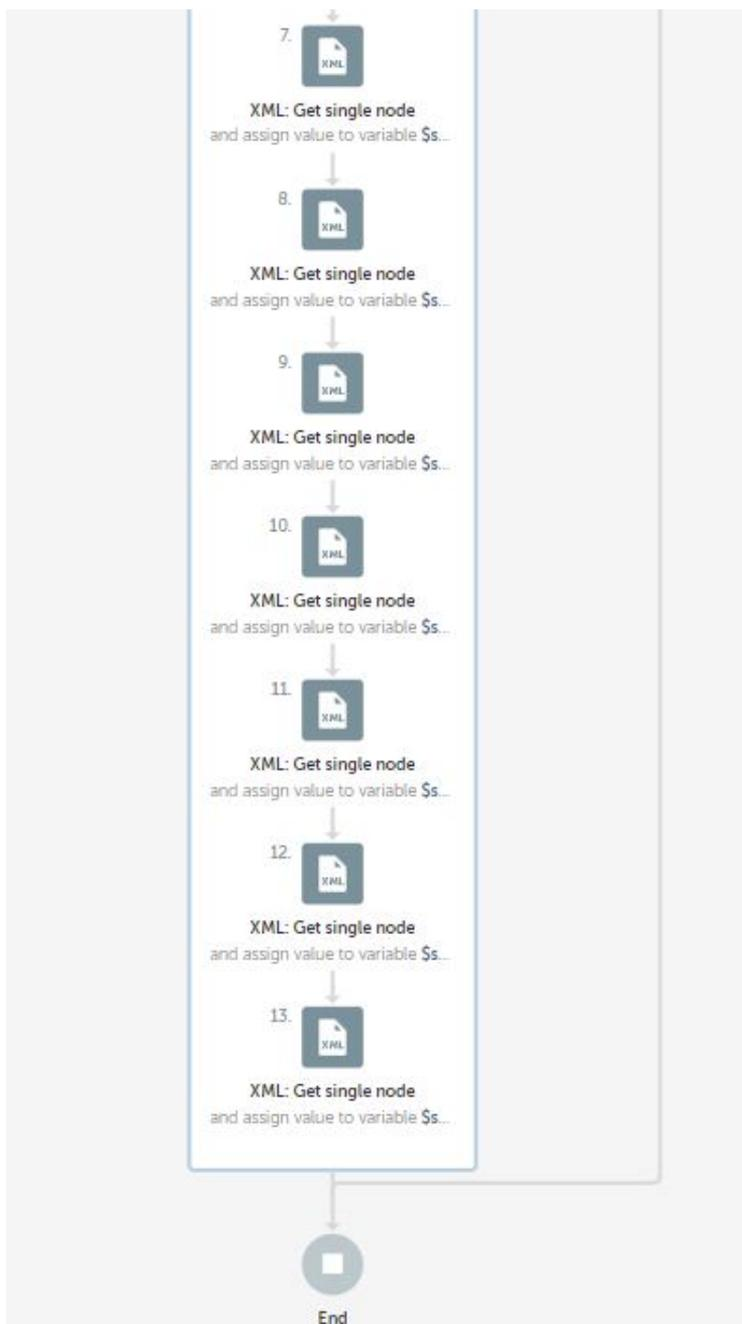 7.
XML
XML: Get single node
and assign value to variable $s...
8.
XML
XML: Get single node
and assign value to variable $s...
9.
XML
XML: Get single node
and assign value to variable $s...
10.
XML
XML: Get single node
and assign value to variable $s...
11.
XML
XML: Get single node
and assign value to variable $s...
12.
XML
XML: Get single node
and assign value to variable $s...
13.
XML
XML: Get single node
and assign value to variable $s...
End